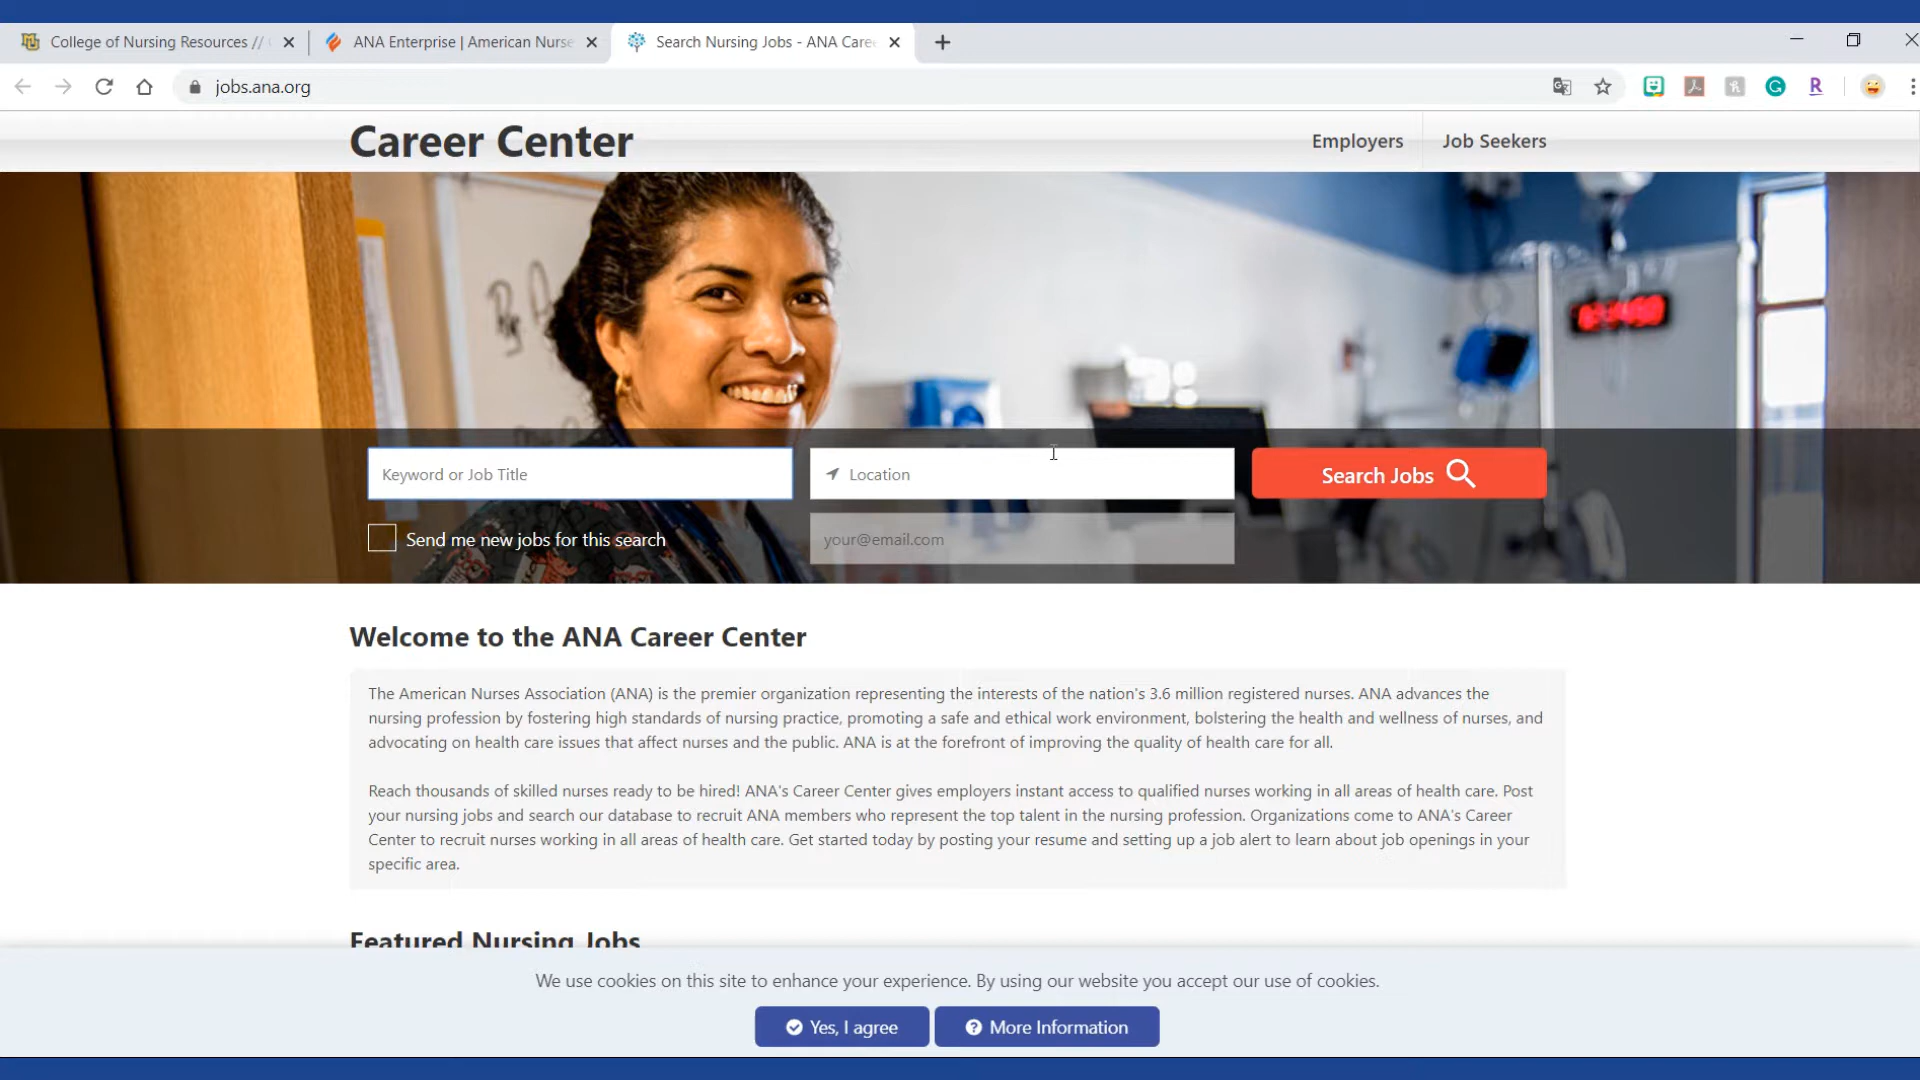 College of Nursing Resources //
ANA Enterprise | American Nurse
Search Nursing Jobs - ANA Care
jobs.ana.org
Career Center
Employers
Job Seekers
Keyword or Job Title
Location
Search Jobs
Send me new jobs for this search
your@email.com
Welcome to the ANA Career Center
The American Nurses Association (ANA) is the premier organization representing the interests of the nation's 3.6 million registered nurses. ANA advances the
nursing profession by fostering high standards of nursing practice, promoting a safe and ethical work environment, bolstering the health and wellness of nurses, and
advocating on health care issues that affect nurses and the public. ANA is at the forefront of improving the quality of health care for all.
Reach thousands of skilled nurses ready to be hired! ANA's Career Center gives employers instant access to qualified nurses working in all areas of health care. Post
your nursing jobs and search our database to recruit ANA members who represent the top talent in the nursing profession. Organizations come to ANA's Career
Center to recruit nurses working in all areas of health care. Get started today by posting your resume and setting up a job alert to learn about job openings in your
specific area.
Featured Nursing Jobs
We use cookies on this site to enhance your experience. By using our website you accept our use of cookies.
Yes, I agree
More Information